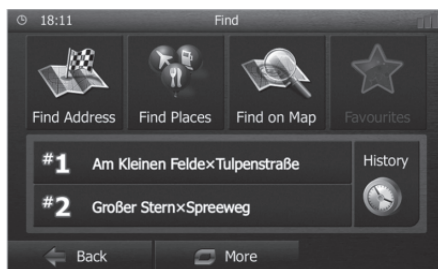 18:11 Find
Find Address Find Places Find on Map Favourites
#1 Am Kleinen Felde×Tulpenstraße
History
#2 Großer Stern×Spreeweg
Back More